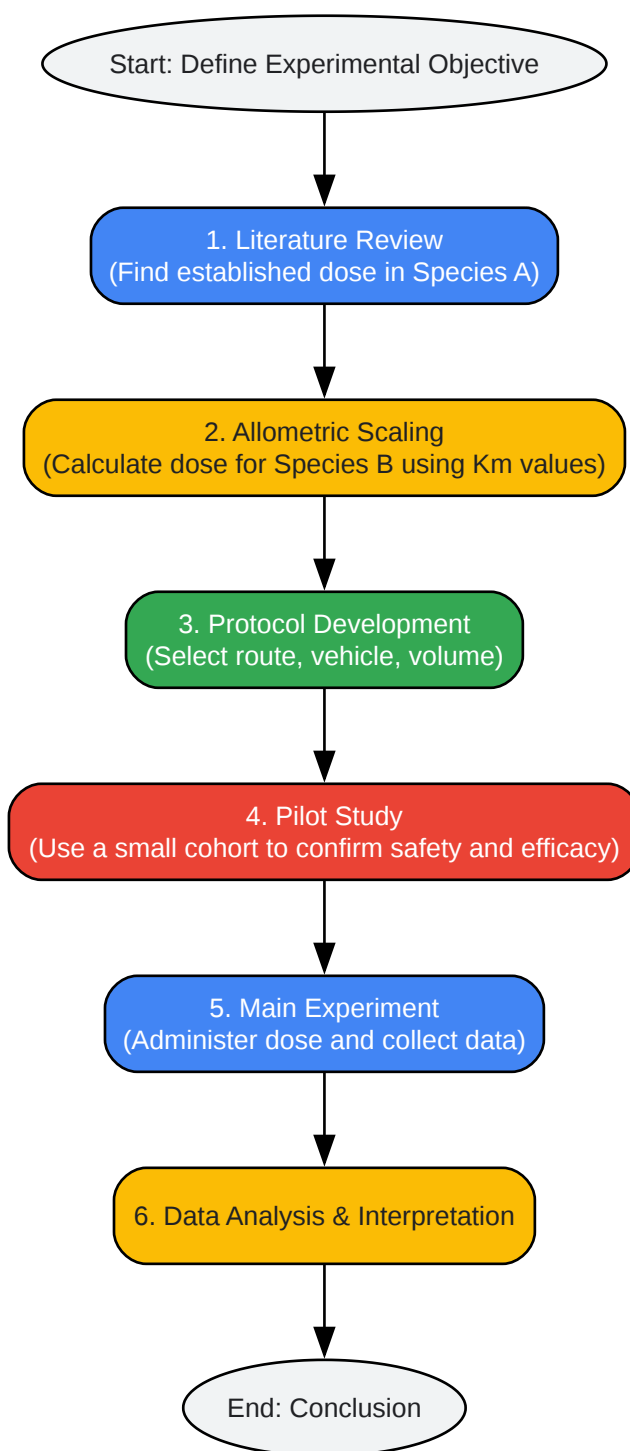 Start: Define Experimental Objective
1. Literature Review
(Find established dose in Species A)
2. Allometric Scaling
(Calculate dose for Species B using Km values)
3. Protocol Development
(Select route, vehicle, volume)
4. Pilot Study
(Use a small cohort to confirm safety and efficacy)
5. Main Experiment
(Administer dose and collect data)
6. Data Analysis & Interpretation
End: Conclusion